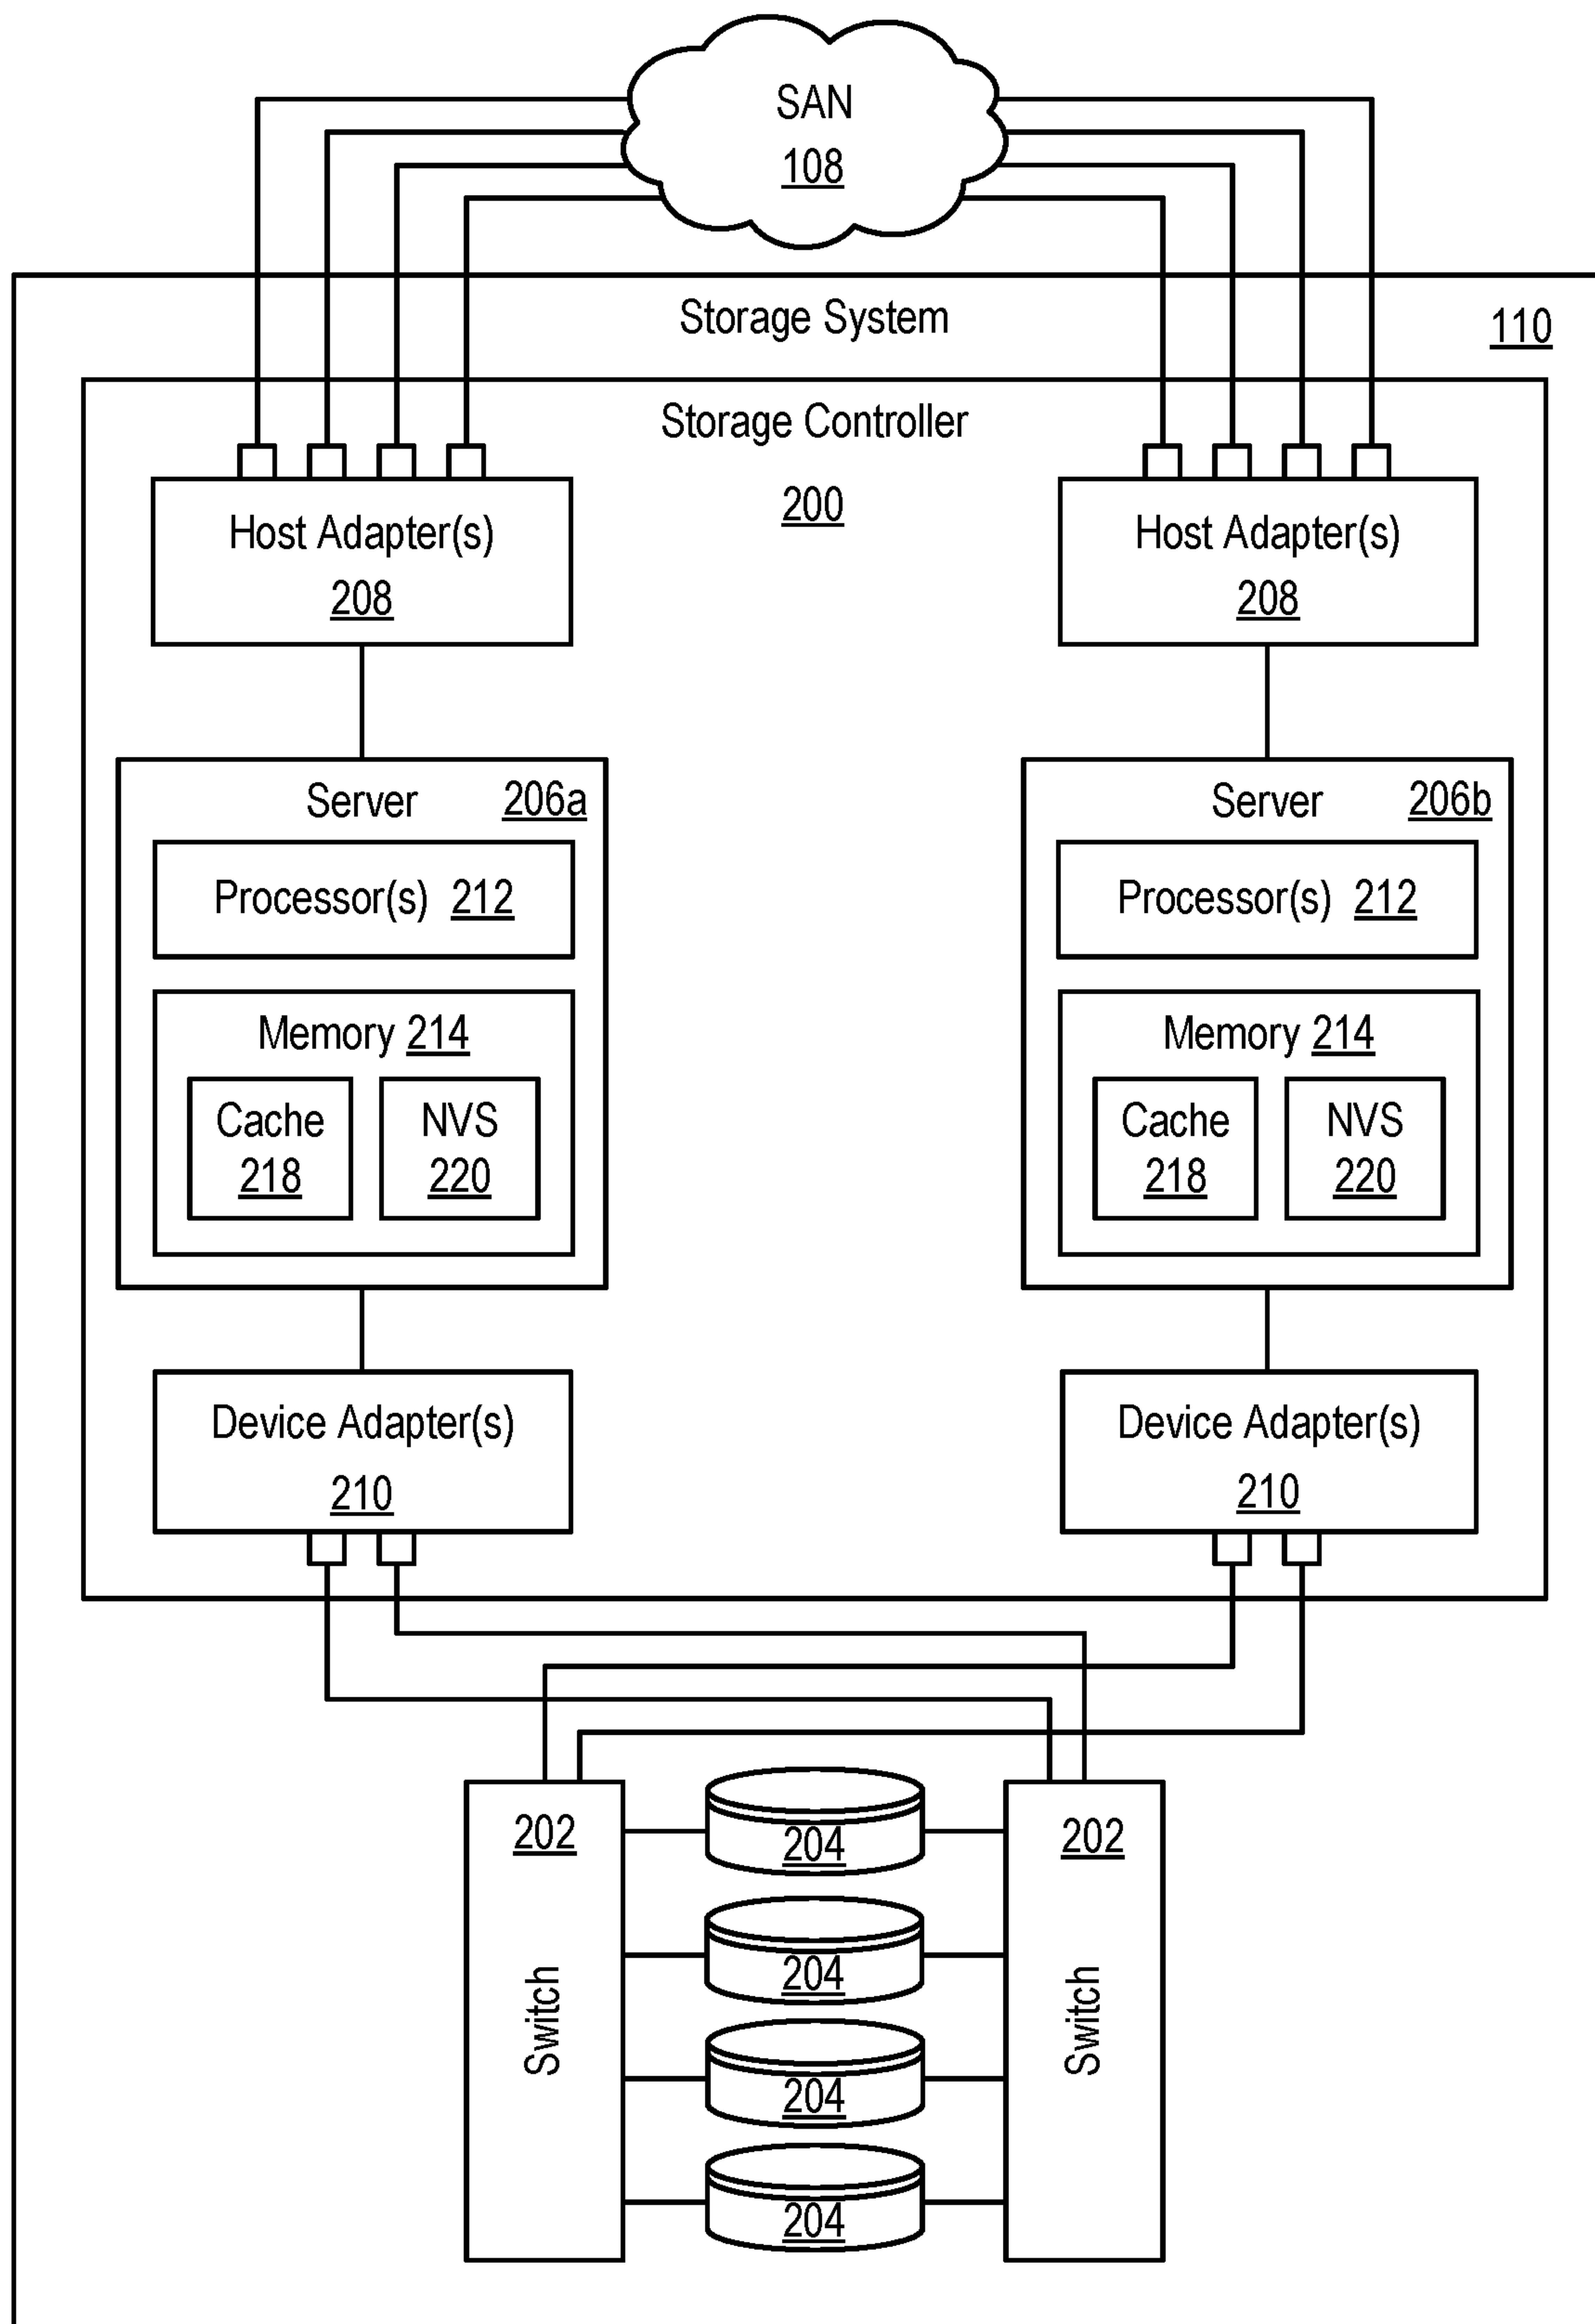 SAN
108
Storage System
110
Storage Controller
200
Host Adapter(s)
208
Host Adapter(s)
208
Server 206a
Processor(s) 212
Memory 214
Cache
218
NVS
220
Server 206b
Processor(s) 212
Memory 214
Cache
218
NVS
220
Device Adapter(s)
210
Device Adapter(s)
210
202
Switch
204
204
204
204
202
Switch